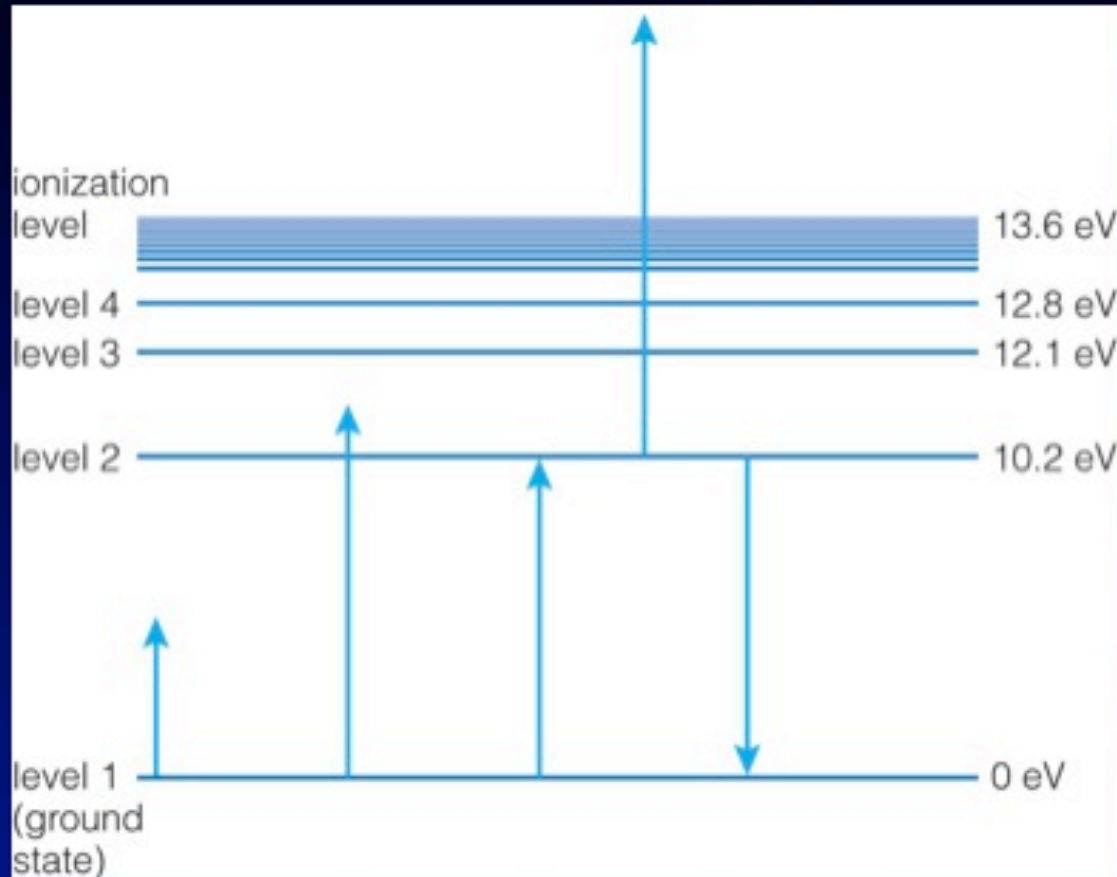 ionization
level 13.6 eV
level 4 12.8 eV
level 3 12.1 eV
level 2 10.2 eV
level 1 0 eV
(ground
state)